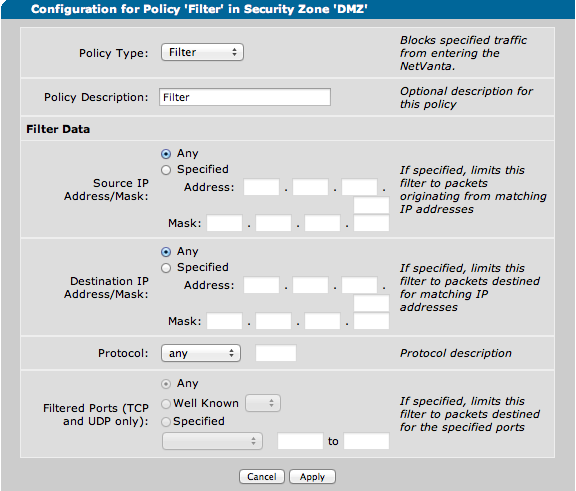 Configuration for Policy 'Filter' in Security Zone 'DMZ'
Policy Type:
Filter
Blocks specified traffic
from entering the
NetVanta.
Policy Description:
Filter
Optional description for
this policy
Filter Data
Source IP
Address/Mask:
Any
Specified
Address: . . .
Mask: . . .
If specified, limits this
filter to packets
originating from matching
IP addresses
Destination IP
Address/Mask:
Any
Specified
Address: . . .
Mask: . . .
If specified, limits this
filter to packets destined
for matching IP
addresses
Protocol:
any
Protocol description
Filtered Ports (TCP
and UDP only):
Any
Well Known
Specified
to
If specified, limits this
filter to packets destined
for the specified ports
Cancel
Apply